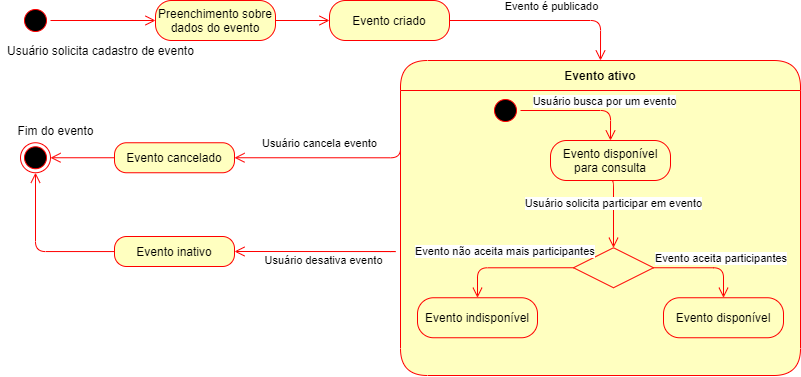 Preenchimento sobre
dados do evento
Evento criado
Evento é publicado
Usuário solicita cadastro de evento
Evento ativo
Usuário busca por um evento
Fim do evento
Usuário cancela evento
Evento cancelado
Evento disponível
para consulta
Usuário solicita participar em evento
Evento inativo
Usuário desativa evento
Evento não aceita mais participantes
Evento aceita participantes
Evento indisponível
Evento disponível